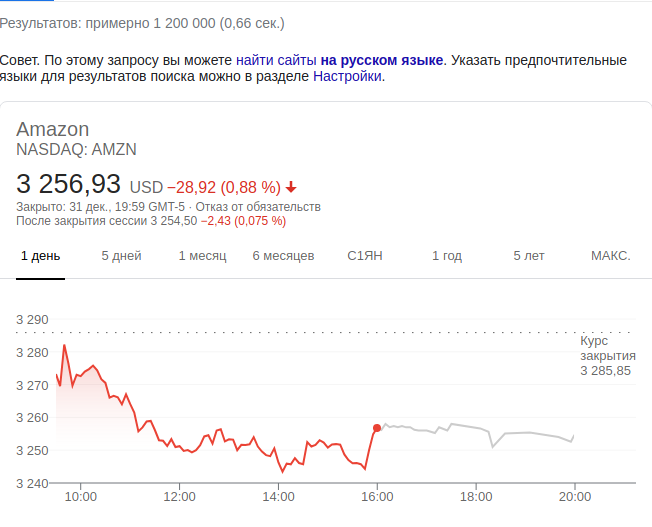 Результатов: примерно 1 200 000 (0,66 сек.)
Совет. По этому запросу вы можете найти сайты на русском языке. Указать предпочтительные
языки для результатов поиска можно в разделе Настройки.
Amazon
NASDAQ: AMZN
3 256,93 USD −28,92 (0,88 %)
Закрыто: 31 дек., 19:59 GMT-5 · Отказ от обязательств
После закрытия сессии 3 254,50 −2,43 (0,075 %)
1 день 5 дней 1 месяц 6 месяцев С1ЯН 1 год 5 лет МАКС.
3 290
Курс
закрытия
3 285,85
3 280
3 270
3 260
3 250
3 240
10:00 12:00 14:00 16:00 18:00 20:00